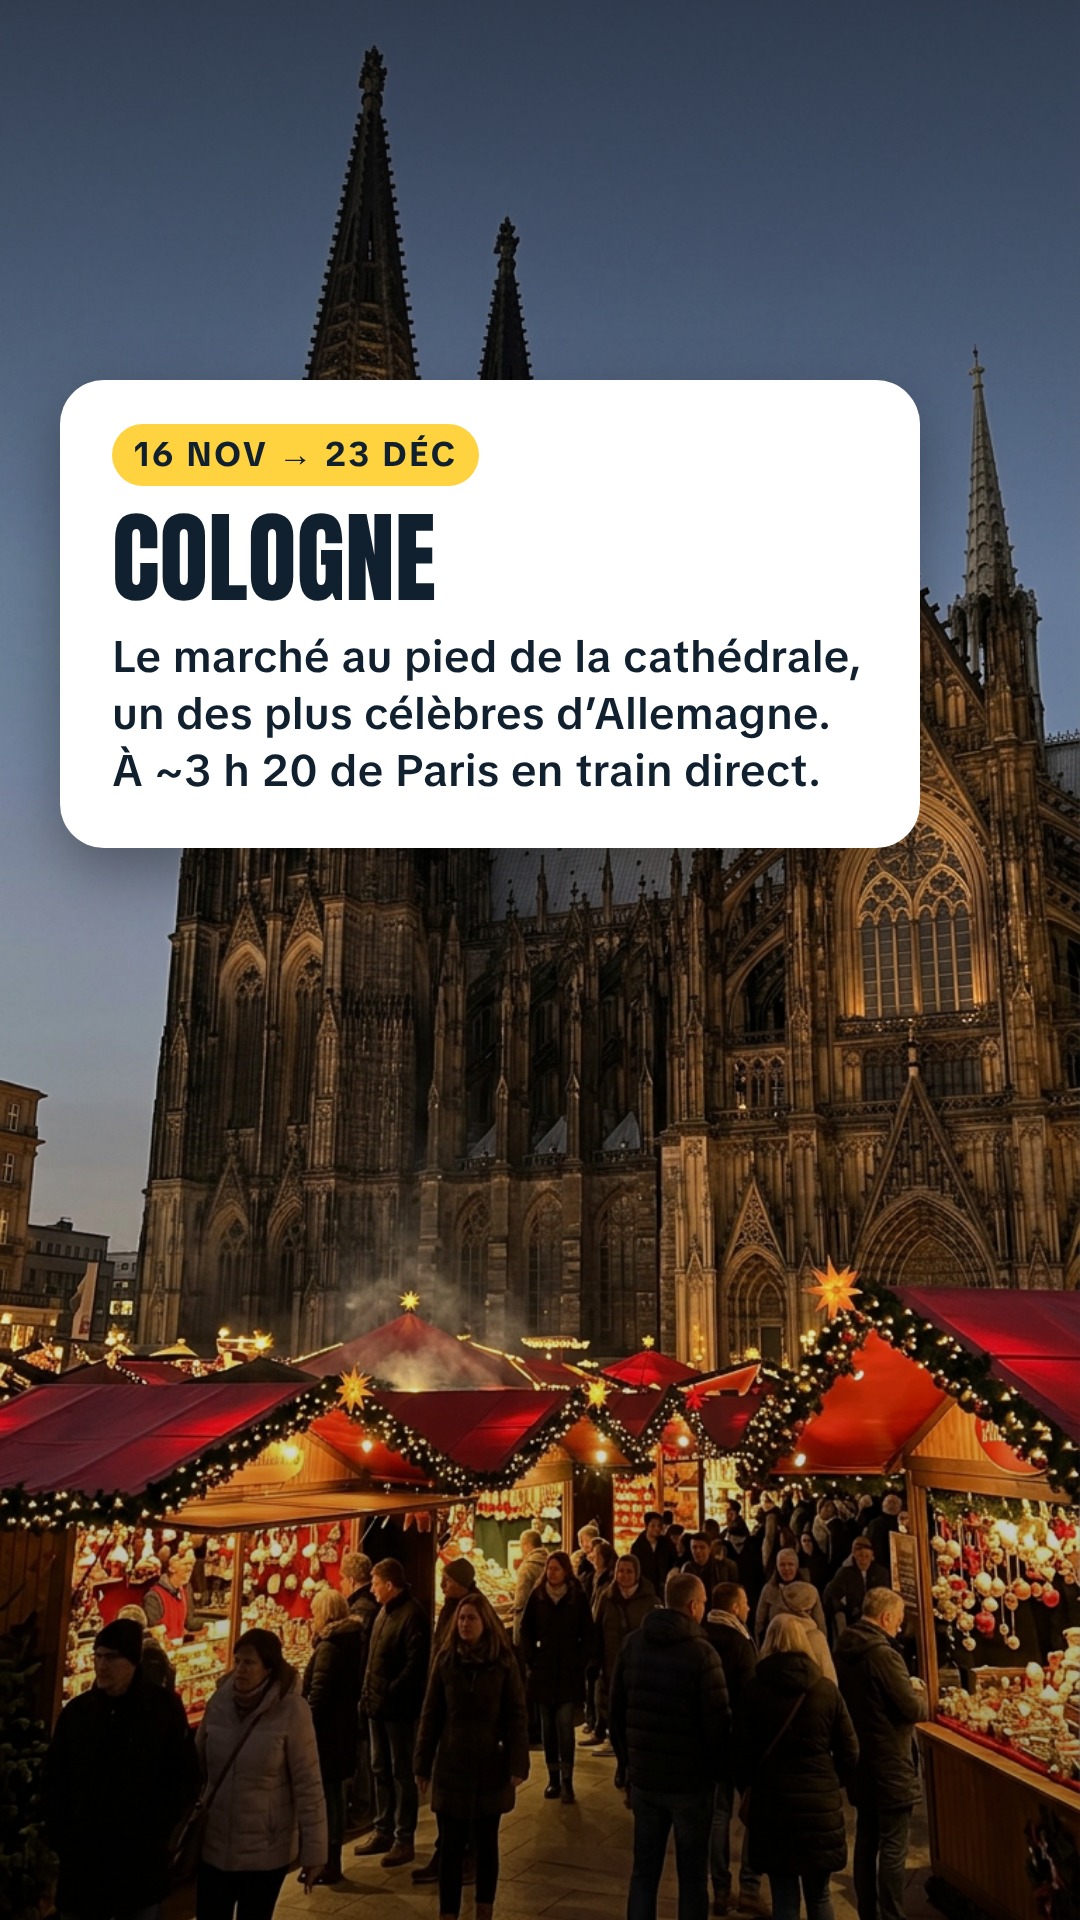 16 NOV → 23 DÉC
COLOGNE
Le marché au pied de la cathédrale,
un des plus célèbres d’Allemagne.
À ~3 h 20 de Paris en train direct.